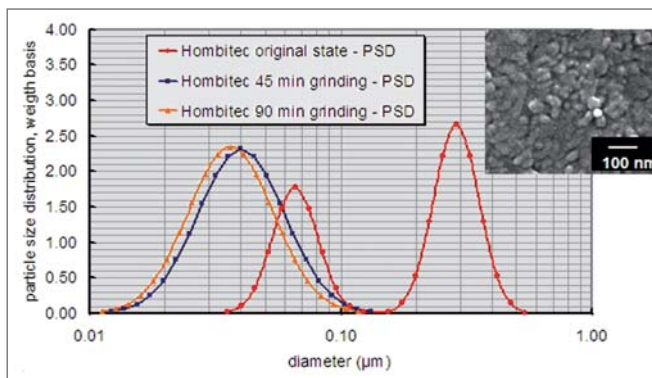 particle size distribution, weigth basis
4.00
3.50
3.00
2.50
2.00
1.50
1.00
0.50
0.00
Hombitec original state - PSD
Hombitec 45 min grinding - PSD
Hombitec 90 min grinding - PSD
100 nm
0.01
0.10
1.00
diameter (µm)